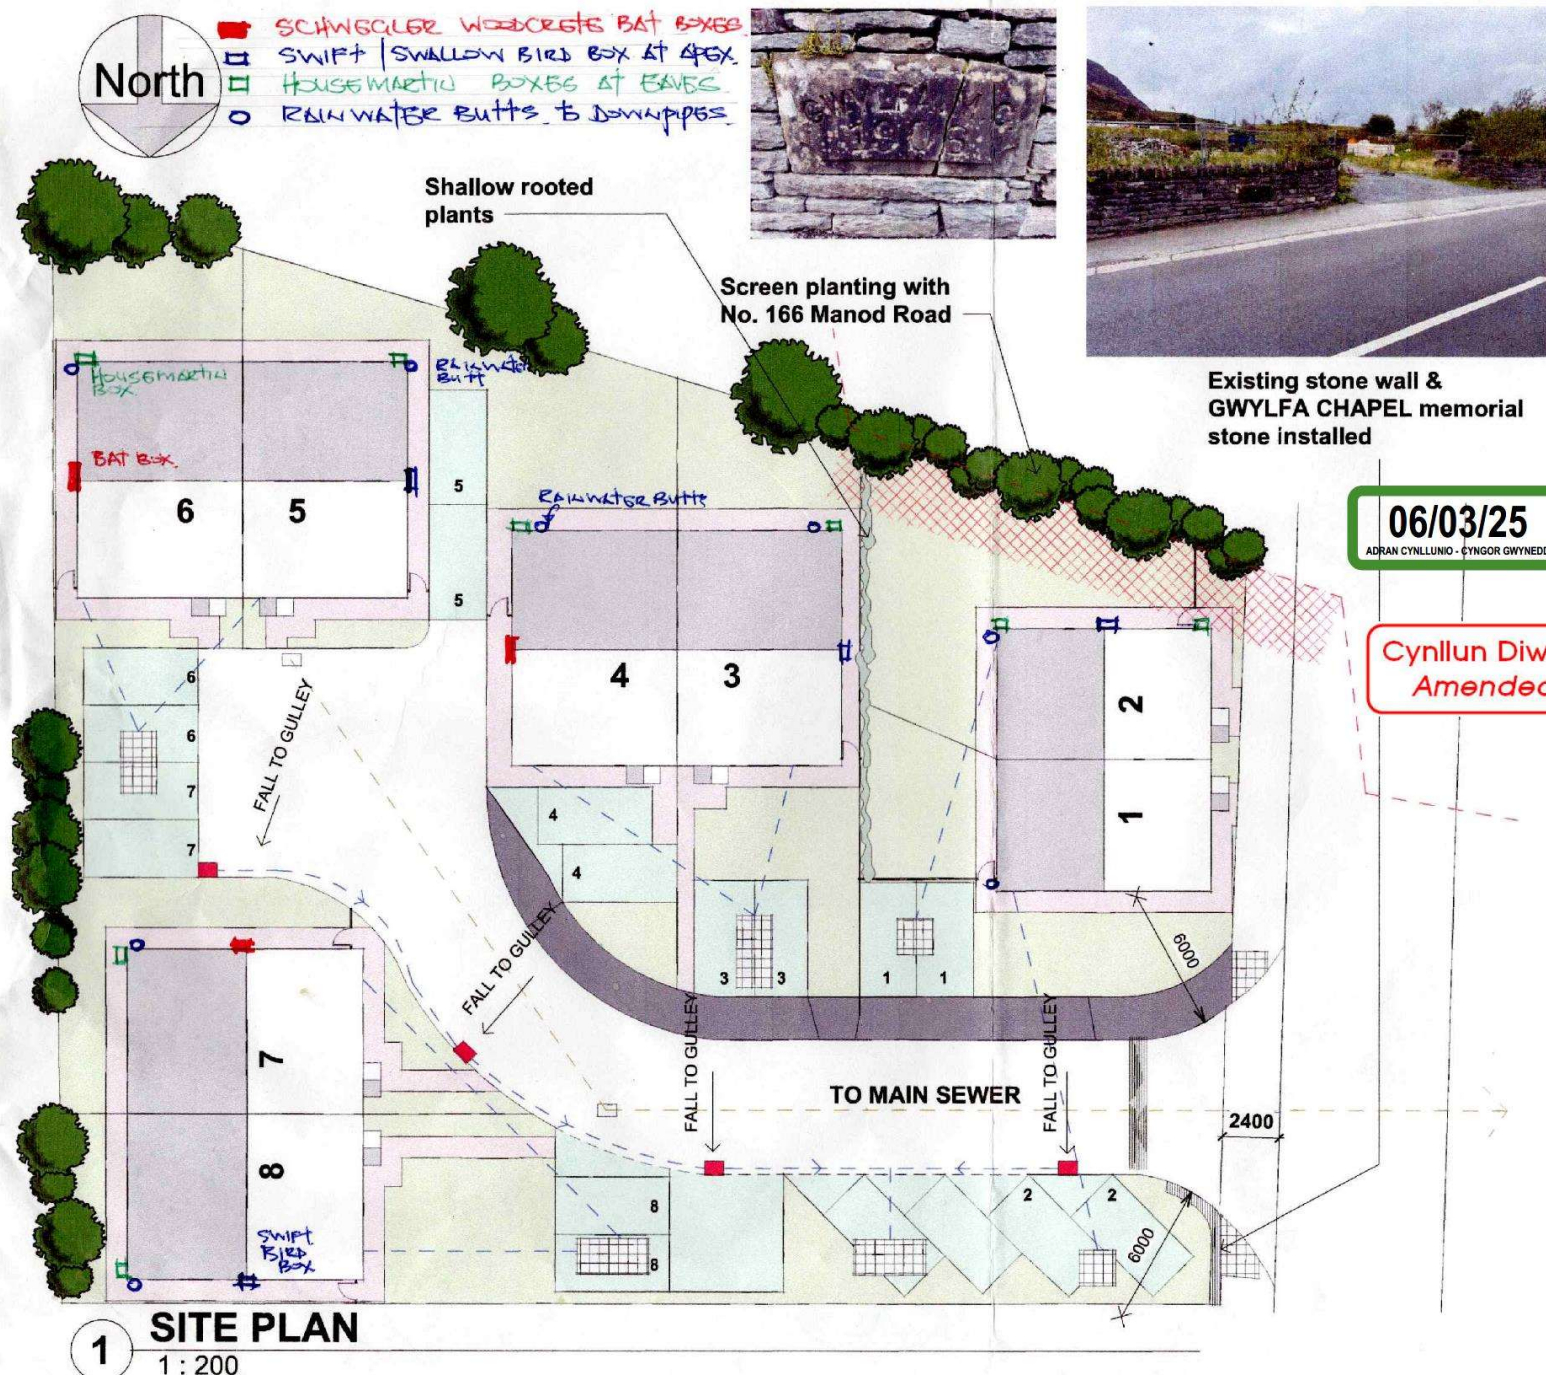 North
SCHWEGLER WOODCRETE BAT BOXES.
SWIFT / SWALLOW BIRD BOX AT APEX.
HOUSEMARTIN BOXES AT EAVES
RAINWATER BUTTS. to DOWNPIPES.
Shallow rooted
plants
Screen planting with
No. 166 Manod Road
Existing stone wall &
GWYLFA CHAPEL memorial
stone installed
06/03/25
ADRAN CYNLLUNIO - CYNGOR GWYNEDD
Cynllun Diw
Amended
HOUSEMARTIN
BOX.
RAINWATER
BUTT
BAT BOX.
6
5
5
5
RAINWATER BUTTS
4
3
2
1
6
6
7
7
FALL TO GULLEY
4
4
FALL TO GULLEY
3
3
1
1
6000
7
8
FALL TO GULLEY
FALL TO GULLEY
TO MAIN SEWER
2400
8
8
2
2
6000
SWIFT
BIRD
BOX
1
SITE PLAN
1 : 200